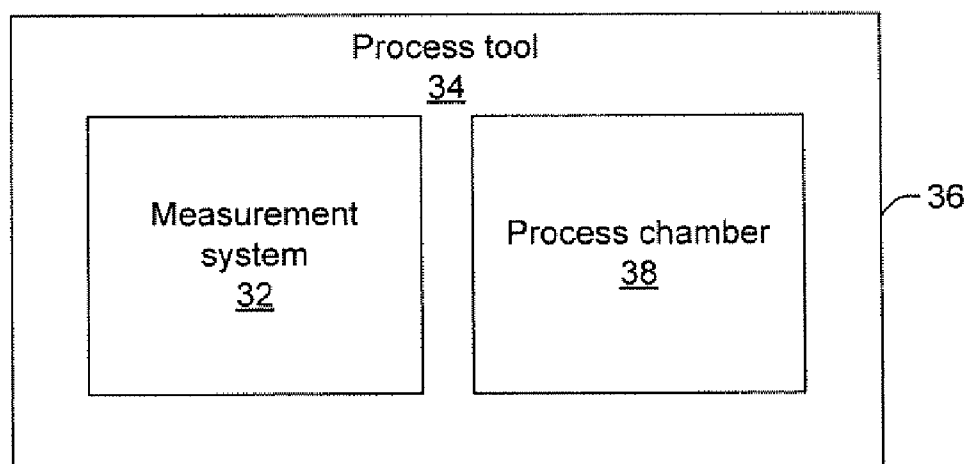 Process tool
34
Measurement
system
32
Process chamber
38
36